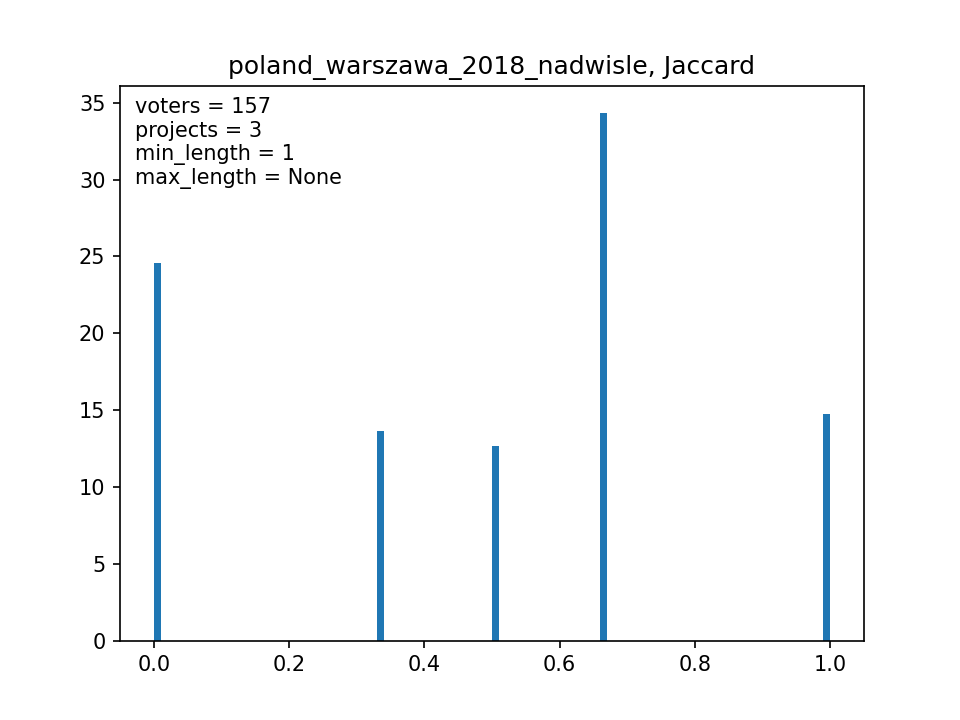 poland_warszawa_2018_nadwisle, Jaccard
voters = 157
projects = 3
min_length = 1
max_length = None
35
30
25
20
15
10
5
0
0.0 0.2 0.4 0.6 0.8 1.0